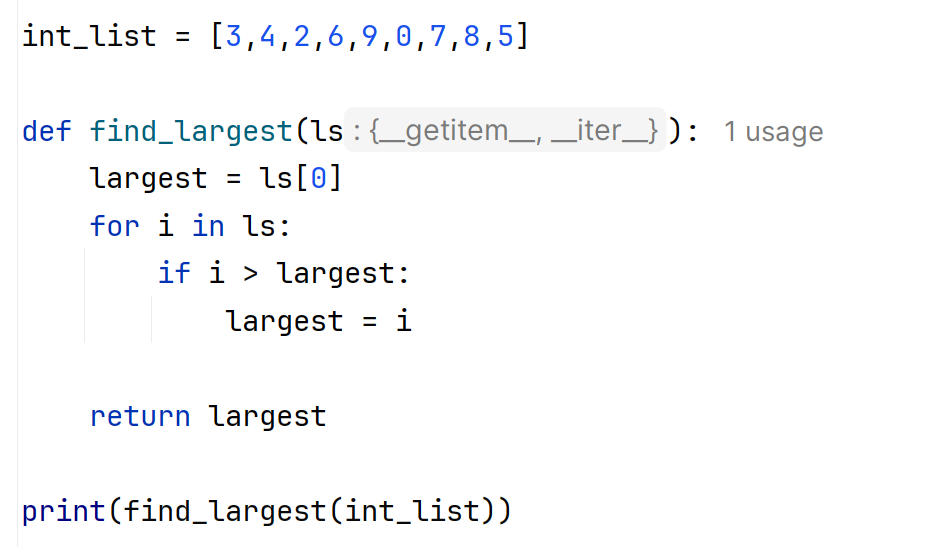 int_list = [3,4,2,6,9,0,7,8,5]
def find_largest(ls : {__getitem__, __iter__} ): 1 usage
    largest = ls[0]
    for i in ls:
        if i > largest:
            largest = i
    return largest
print(find_largest(int_list))